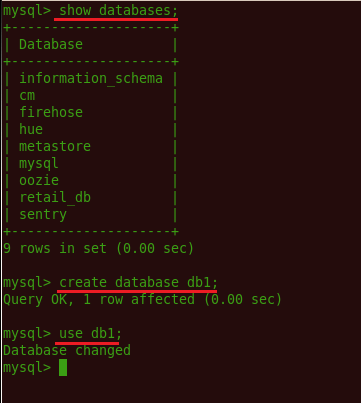 mysql> show databases;
+--------------------+
| Database           |
+--------------------+
| information_schema |
| cm                 |
| firehose           |
| hue                |
| metastore          |
| mysql              |
| oozie              |
| retail_db          |
| sentry             |
+--------------------+
9 rows in set (0.00 sec)

mysql> create database db1;
Query OK, 1 row affected (0.00 sec)

mysql> use db1;
Database changed
mysql>